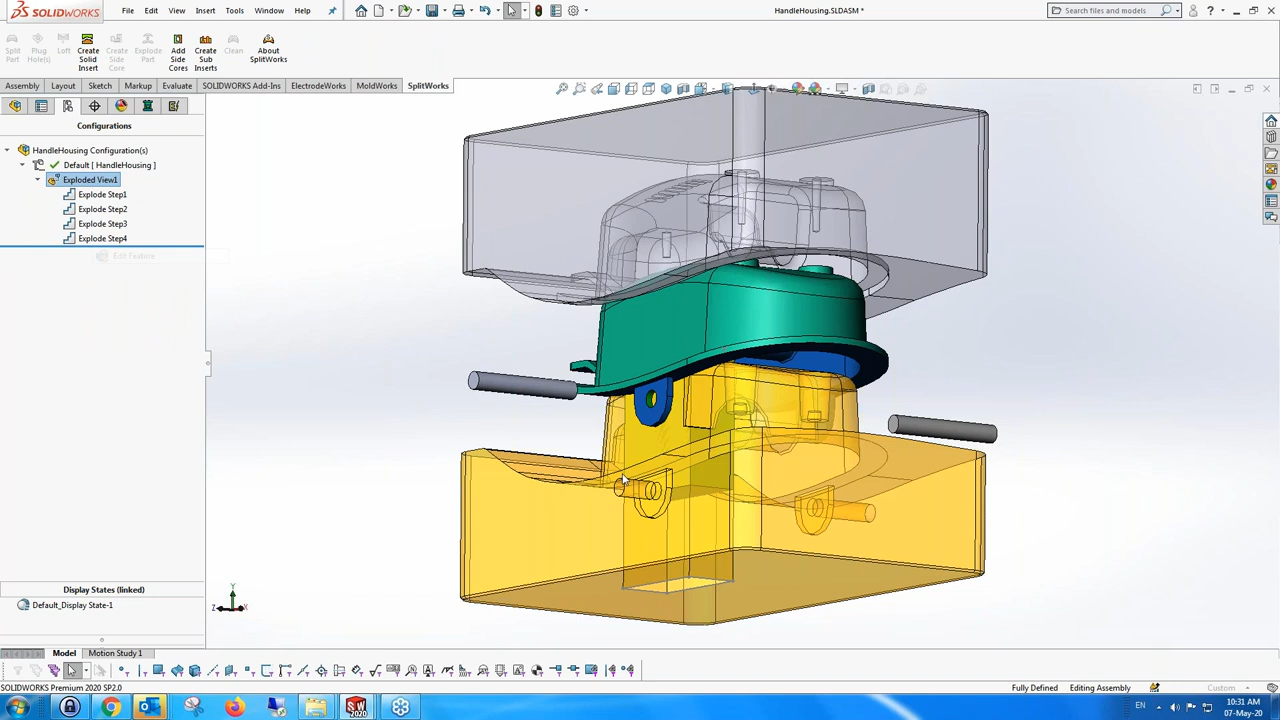 SOLIDWORKS File Edit View Insert Tools Window Help HandleHousing.SLDASM * Search files and models
Split Part
Plug Hole(s)
Loft
Create Solid Insert
Create Side Core
Explode Part
Add Side Cores
Create Sub Inserts
Clean
About SplitWorks
Assembly Layout Sketch Markup Evaluate SOLIDWORKS Add-Ins ElectrodeWorks MoldWorks SplitWorks
Configurations
HandleHousing Configuration(s)
Default [ HandleHousing ]
Exploded View1
Explode Step1
Explode Step2
Explode Step3
Explode Step4
Edit Feature
Display States (linked)
Default_Display State-1
Y
Z X
Model Motion Study 1
SOLIDWORKS Premium 2020 SP2.0 Fully Defined Editing Assembly Custom
EN 10:31 AM
07-May-20